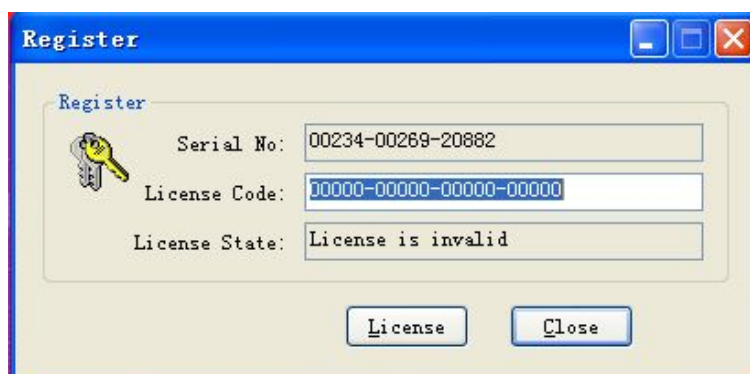 Register
Register
Serial No: 00234-00269-20882
License Code: 00000-00000-00000-00000
License State: License is invalid
License Close